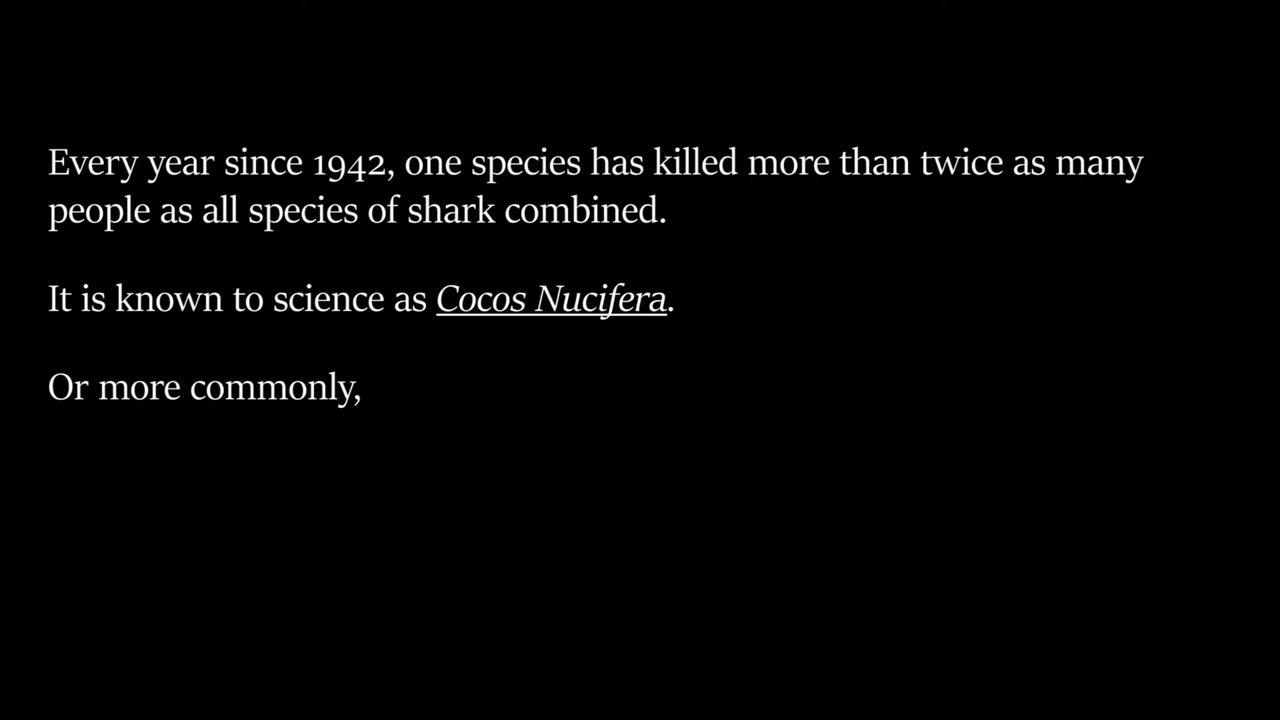 Every year since 1942, one species has killed more than twice as many
people as all species of shark combined.
It is known to science as Cocos Nucifera.
Or more commonly,